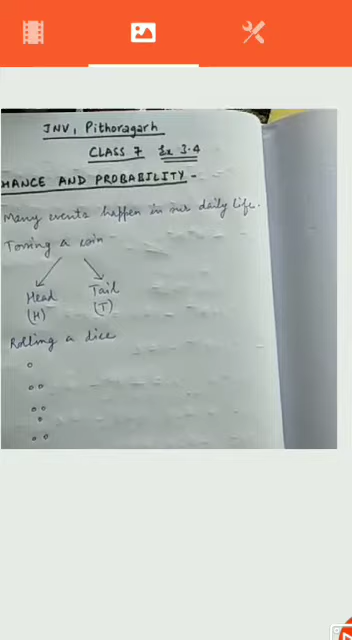 JNV, Pithoragarh
CLASS 7 Ex 3.4
HANCE AND PROBABILITY -
Many events happen in our daily life.
Tossing a coin -
Head Tail
(H) (T)
Rolling a dice